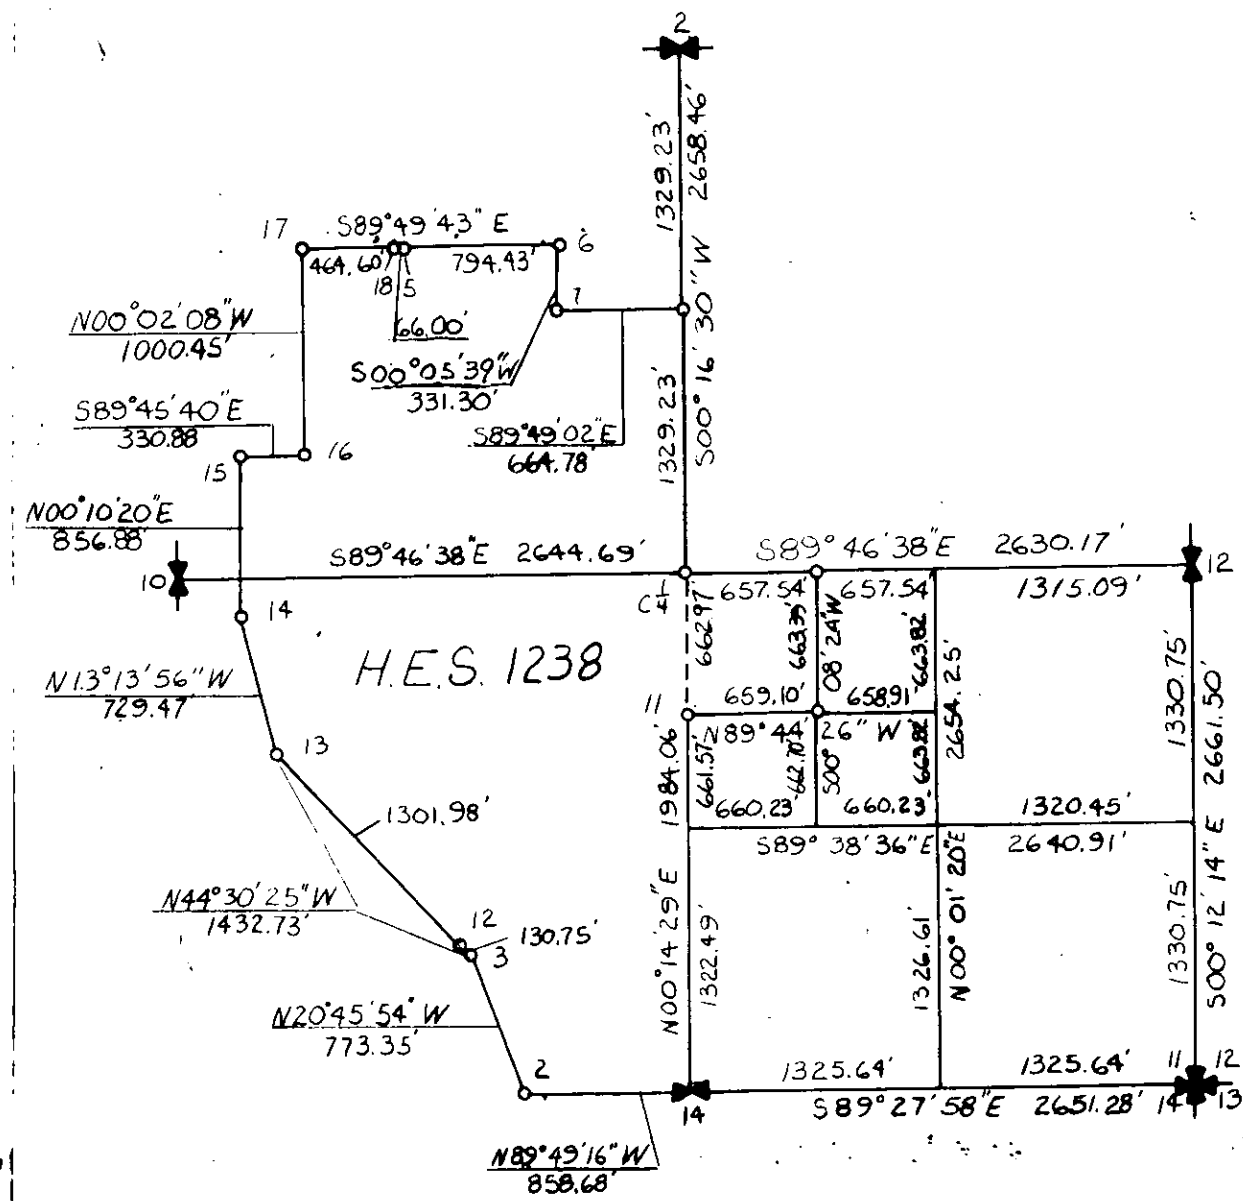 2
1329.23'
2658.46'
S00°16'30"W
17
S89°49'43"E
6
464.60'
18
5
794.43'
7
66.00'
N00°02'08"W
1000.45'
S00°05'39"W
331.30'
S89°45'40"E
330.88
S89°49'02"E
664.78'
1329.23'
15
16
N00°10'20"E
856.88'
S89°46'38"E 2644.69'
S89°46'38"E 2630.17'
10
C 1/4
657.54'
657.54'
1315.09'
12
14
662.97
663.39'
08'24"W
663.82'
2654.25'
1330.75'
2661.50'
H.E.S. 1238
N13°13'56"W
729.47
11
659.10'
658.91
N89°44'26"W
13
1984.06'
661.57'
662.70'
S00°
663.82'
660.23
660.23
1320.45'
1301.98'
S89°38'36"E 2640.91'
N44°30'25"W
1432.73'
12
3
130.75'
N00°14'29"E
1322.49'
1326.61'
N00°01'20"E
1330.75'
S00°12'14"E
N20°45'54"W
773.35'
2
1325.64'
1325.64'
11
12
14
S89°27'58"E 2651.28'
14
13
N89°49'16"W
858.68'